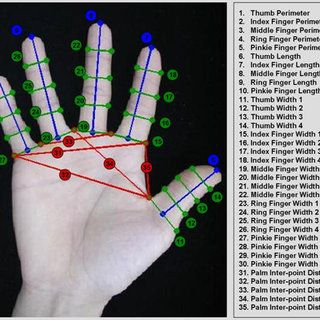 1. Thumb Perimeter
2. Index Finger Perimeter
3. Middle Finger Perime
4. Ring Finger Perimet
5. Pinkie Finger Perime
6. Thumb Length
7. Index Finger Length
8. Middle Finger Length
9. Ring Finger Length
10. Pinkie Finger Length
11. Thumb Width 1
12. Thumb Width 2
13. Thumb Width 3
14. Thumb Width 4
15. Index Finger Width 1
16. Index Finger Width 2
17. Index Finger Width 3
18. Index Finger Width 4
19. Middle Finger Width
20. Middle Finger Width
21. Middle Finger Width
22. Middle Finger Width
23. Ring Finger Width 1
24. Ring Finger Width 2
25. Ring Finger Width 3
26. Ring Finger Width 4
27. Pinkie Finger Width
28. Pinkie Finger Width
29. Pinkie Finger Width
30. Pinkie Finger Width
31. Palm Inter-point Dist
32. Palm Inter-point Dist
33. Palm Inter-point Dist
34. Palm Inter-point Dist
35. Palm Inter-point Dist